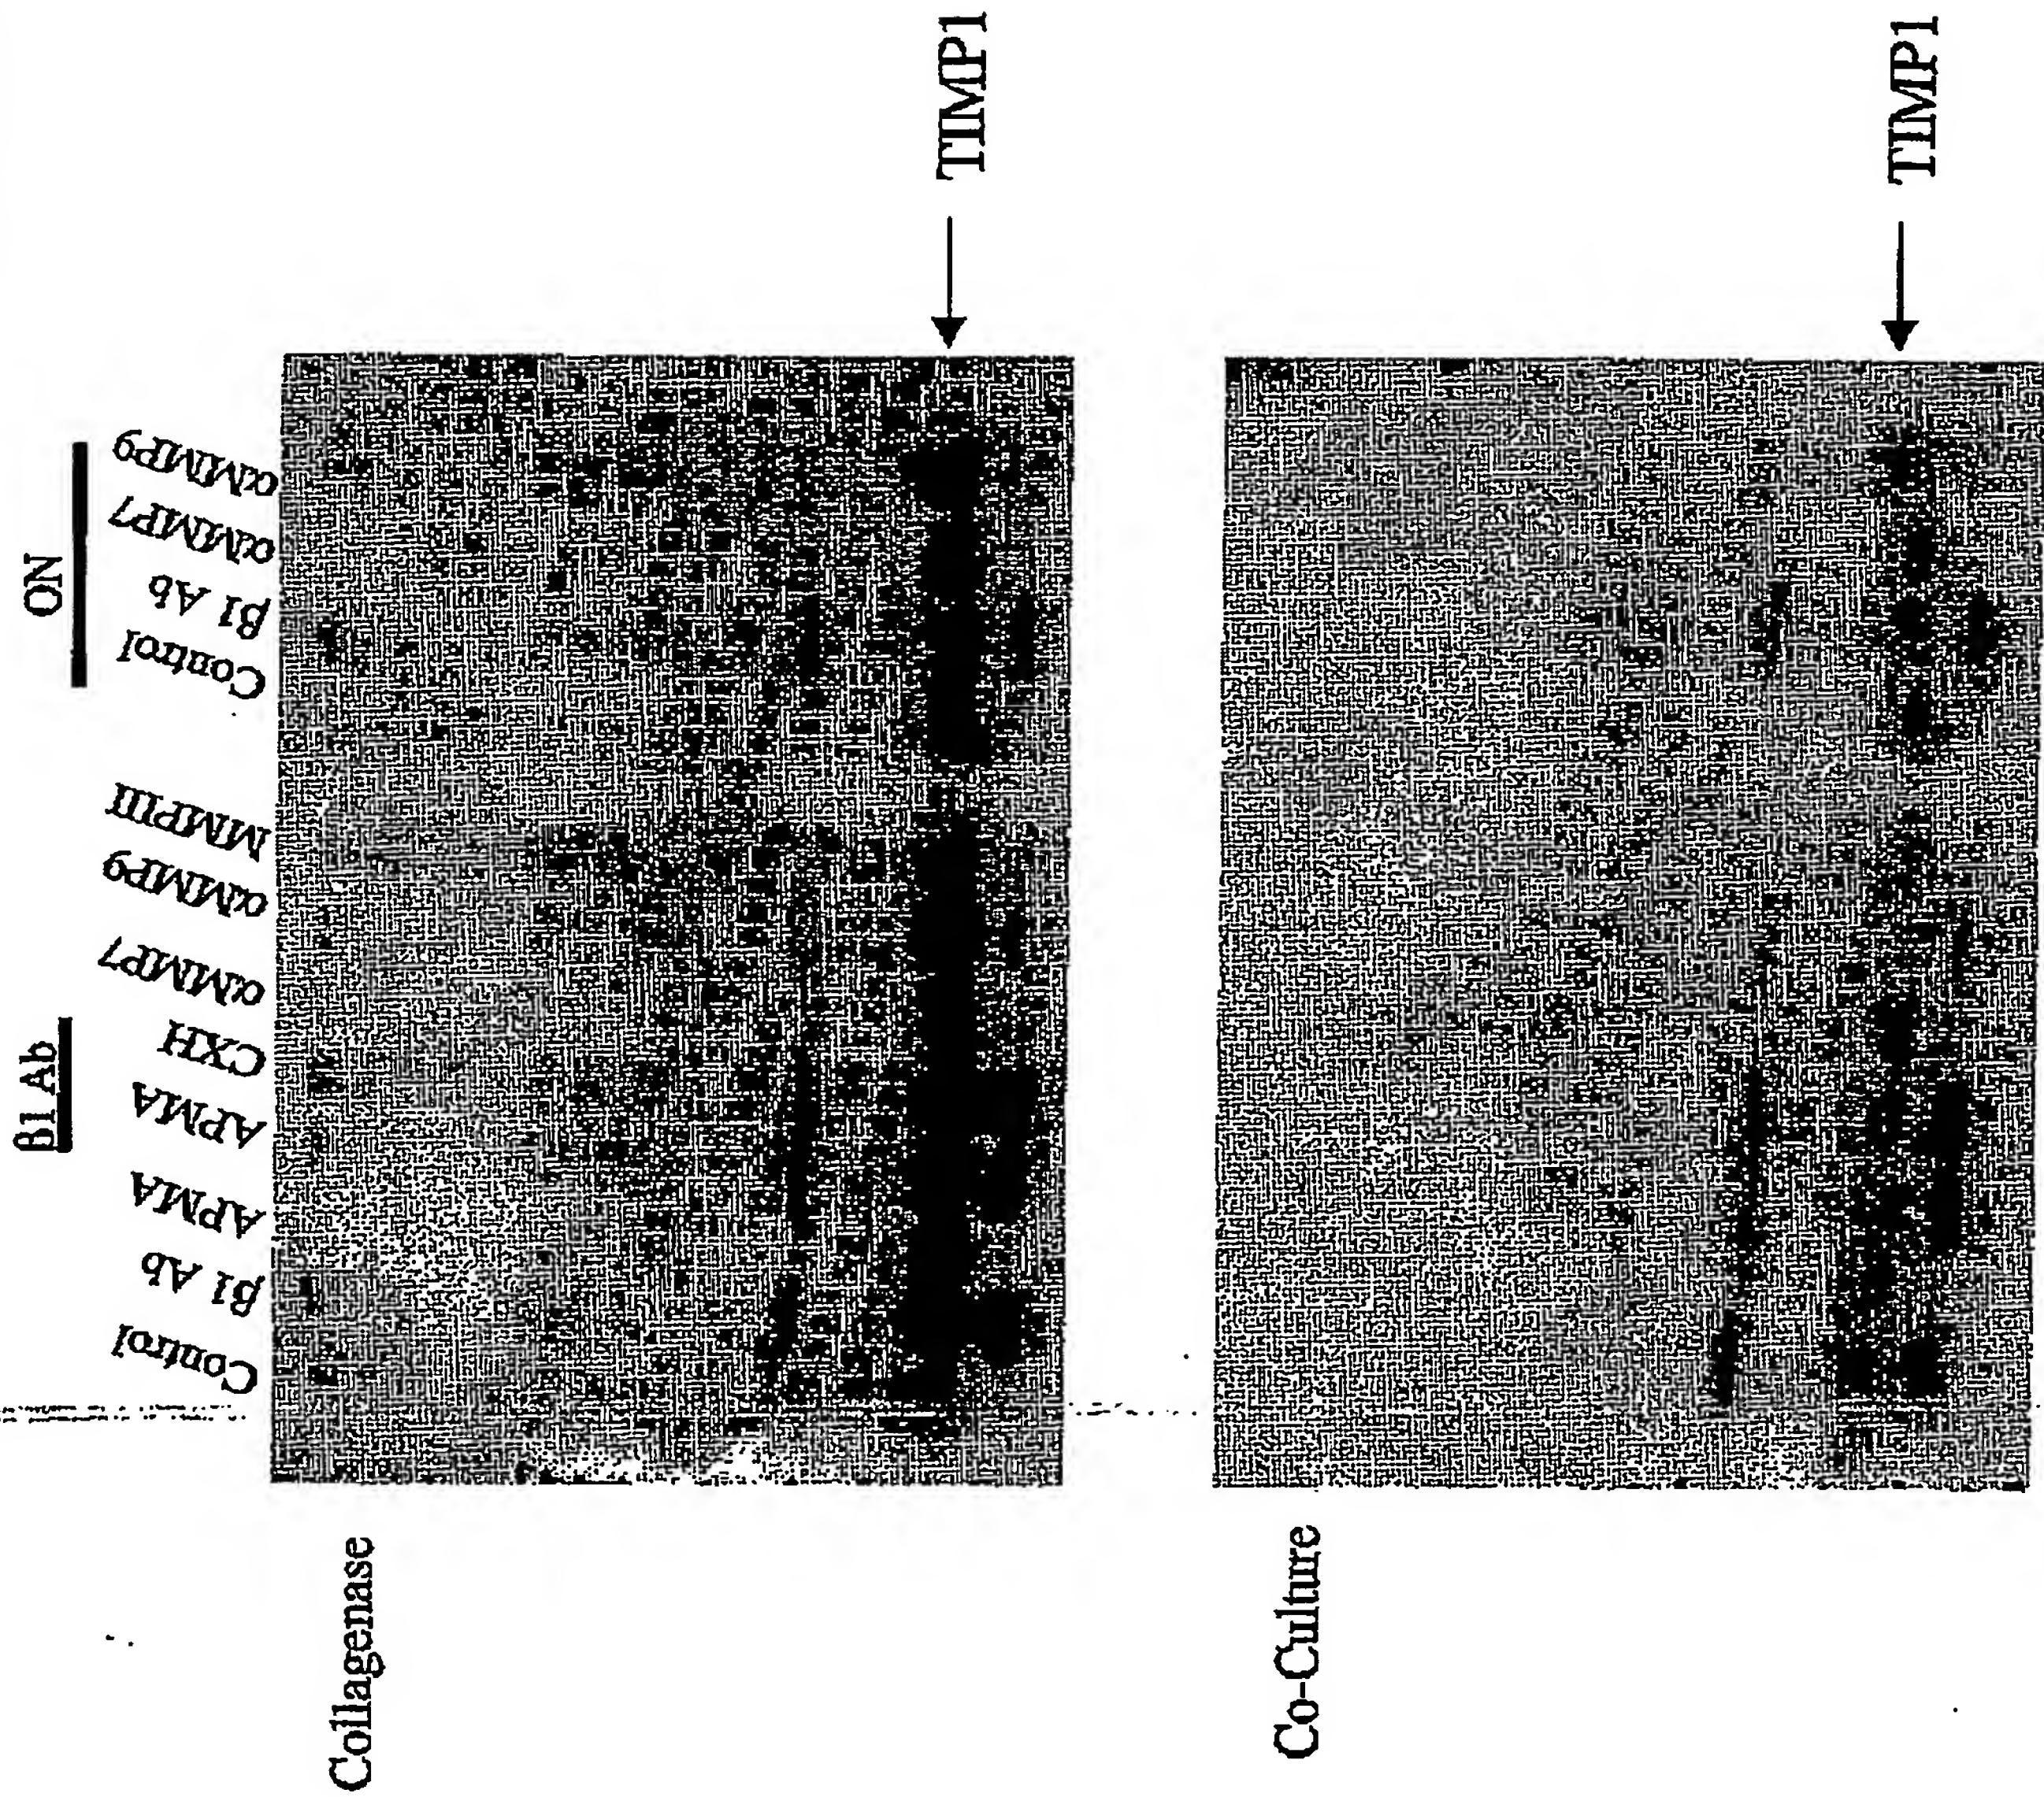 β1 Ab
ON
Control
β1 Ab
APMA
APMA
CXH
αMMP7
αMMP9
MMPIII
Control
β1 Ab
αMMP7
αMMP9
Collagenase
TIMP1
Co-Culture
TIMP1